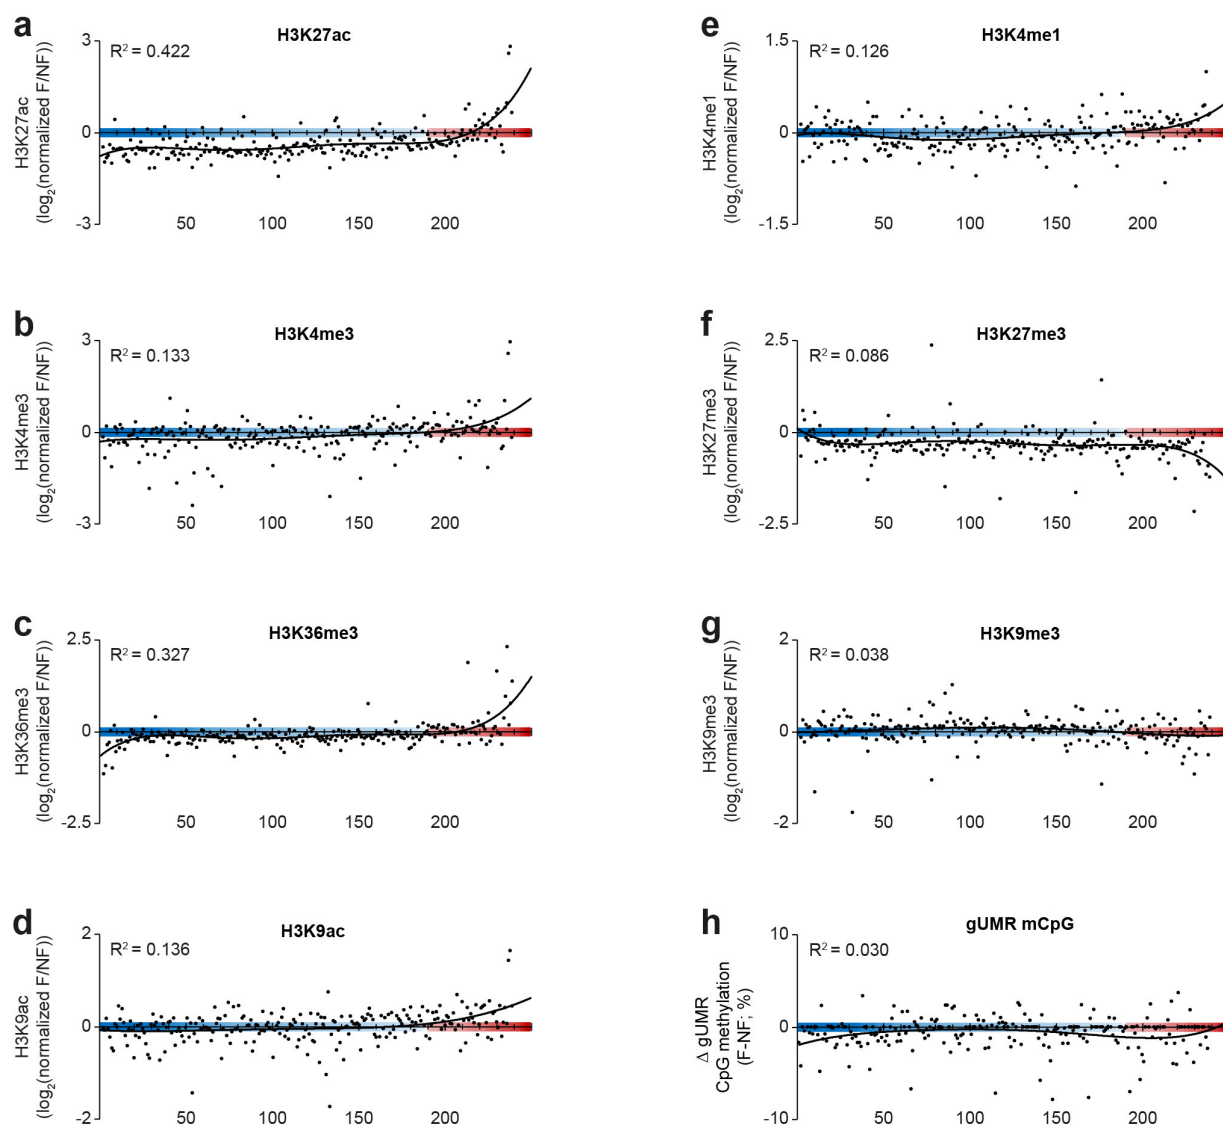 a
H3K27ac
R² = 0.422
H3K27ac
(log₂(normalized F/NF))
3
0
-3
50 100 150 200
b
H3K4me3
R² = 0.133
H3K4me3
(log₂(normalized F/NF))
3
0
-3
50 100 150 200
c
H3K36me3
R² = 0.327
H3K36me3
(log₂(normalized F/NF))
2.5
0
-2.5
50 100 150 200
d
H3K9ac
R² = 0.136
H3K9ac
(log₂(normalized F/NF))
2
0
-2
50 100 150 200
e
H3K4me1
R² = 0.126
H3K4me1
(log₂(normalized F/NF))
1.5
0
-1.5
50 100 150 200
f
H3K27me3
R² = 0.086
H3K27me3
(log₂(normalized F/NF))
2.5
0
-2.5
50 100 150 200
g
H3K9me3
R² = 0.038
H3K9me3
(log₂(normalized F/NF))
2
0
-2
50 100 150 200
h
gUMR mCpG
R² = 0.030
Δ gUMR
CpG methylation
(F-NF; %)
10
0
-10
50 100 150 200